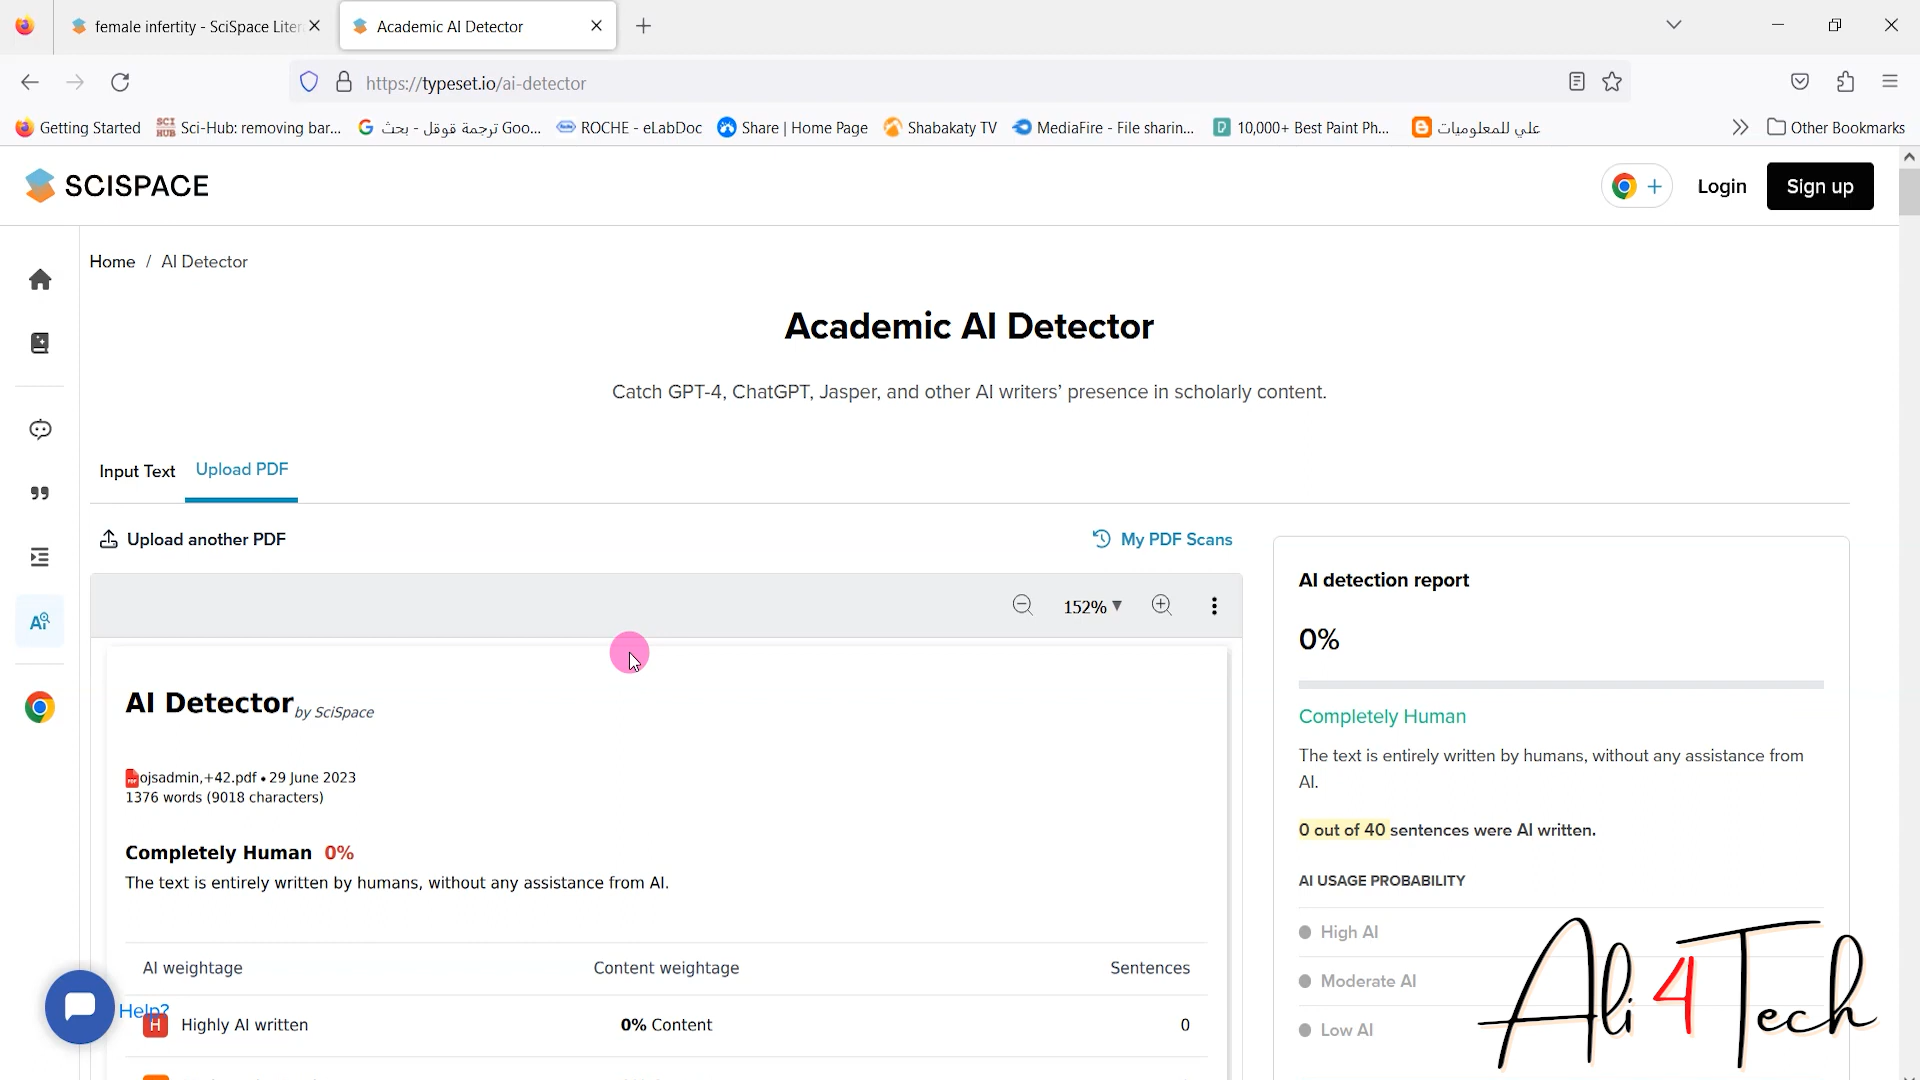 female infertity - SciSpace Liter
Academic AI Detector
https://typeset.io/ai-detector
Getting Started
SCI HUB
Sci-Hub: removing bar...
ترجمة قوقل - بحث Goo...
ROCHE - eLabDoc
Share | Home Page
Shabakaty TV
MediaFire - File sharin...
10,000+ Best Paint Ph...
علي للمعلوميات
Other Bookmarks
SCISPACE
Login
Sign up
Home / AI Detector
Academic AI Detector
Catch GPT-4, ChatGPT, Jasper, and other AI writers’ presence in scholarly content.
Input Text
Upload PDF
Upload another PDF
My PDF Scans
152%
AI Detector by SciSpace
ojsadmin,+42.pdf • 29 June 2023
1376 words (9018 characters)
Completely Human 0%
The text is entirely written by humans, without any assistance from AI.
AI weightage
Content weightage
Sentences
H
Highly AI written
0% Content
0
Help?
AI detection report
0%
Completely Human
The text is entirely written by humans, without any assistance from
AI.
0 out of 40 sentences were AI written.
AI USAGE PROBABILITY
High AI
Moderate AI
Low AI
Ali 4 Tech